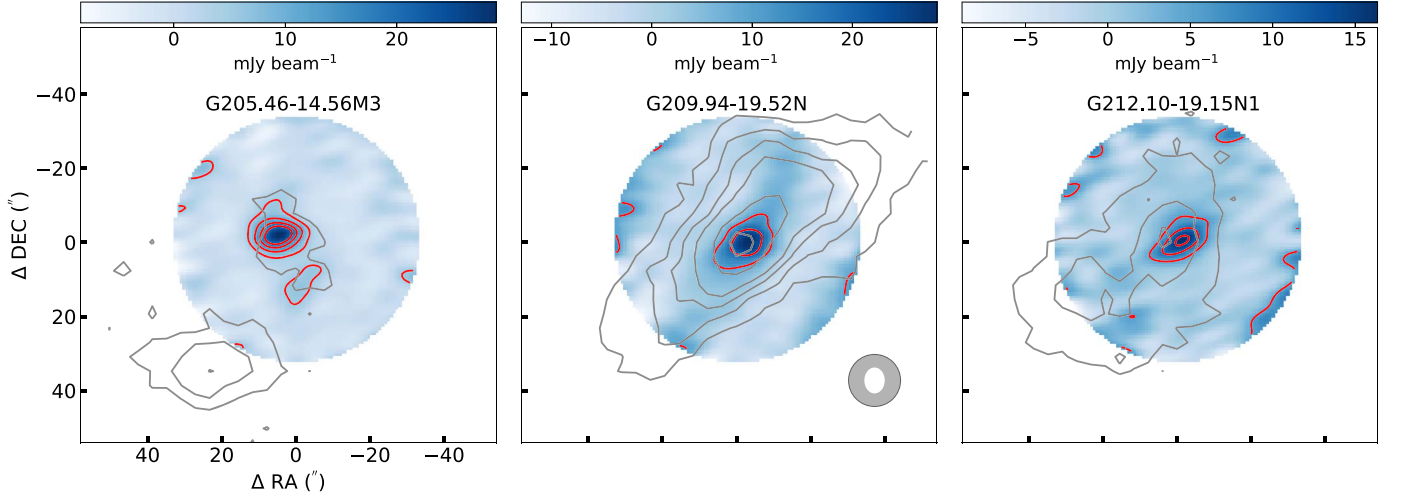 0 10 20
mJy beam⁻¹
G205.46-14.56M3
−10 0 10 20
mJy beam⁻¹
G209.94-19.52N
−5 0 5 10 15
mJy beam⁻¹
G212.10-19.15N1
−40
−20
0
20
40
Δ DEC (″)
40 20 0 −20 −40
Δ RA (″)